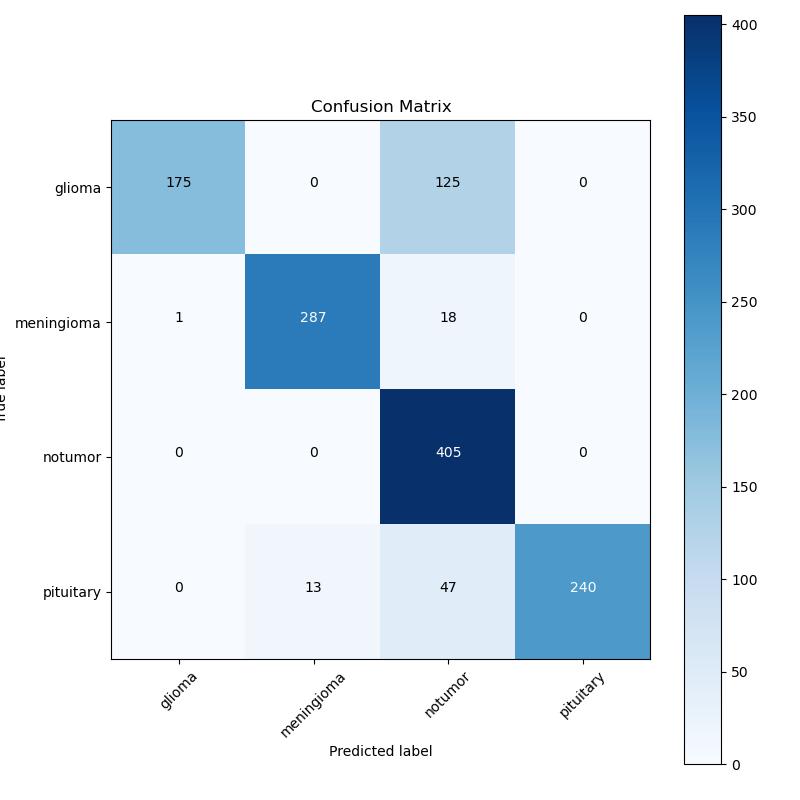 Confusion Matrix
glioma 175 0 125 0
meningioma 1 287 18 0
notumor 0 0 405 0
pituitary 0 13 47 240
glioma meningioma notumor pituitary
Predicted label
400
350
300
250
200
150
100
50
0